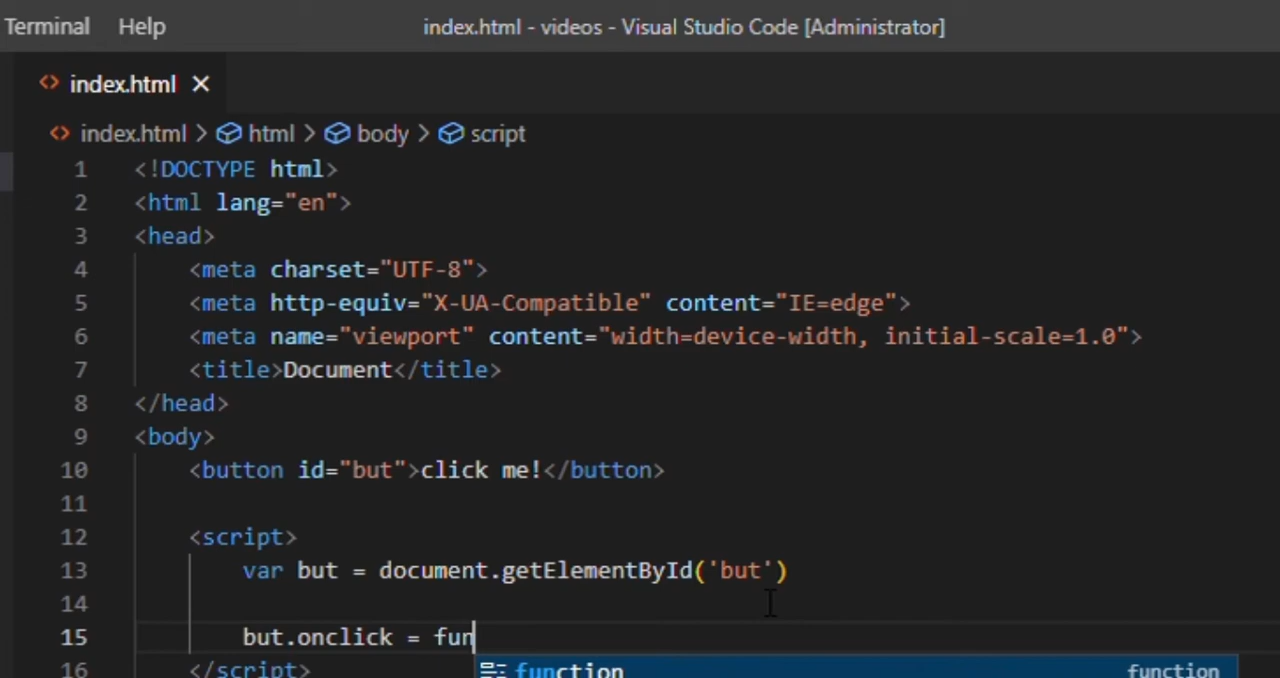 Terminal Help index.html - videos - Visual Studio Code [Administrator]
index.html
index.html > html > body > script
1 <!DOCTYPE html>
2 <html lang="en">
3 <head>
4 <meta charset="UTF-8">
5 <meta http-equiv="X-UA-Compatible" content="IE=edge">
6 <meta name="viewport" content="width=device-width, initial-scale=1.0">
7 <title>Document</title>
8 </head>
9 <body>
10 <button id="but">click me!</button>
11
12 <script>
13 var but = document.getElementById('but')
14
15 but.onclick = fun
16 </script>
function function